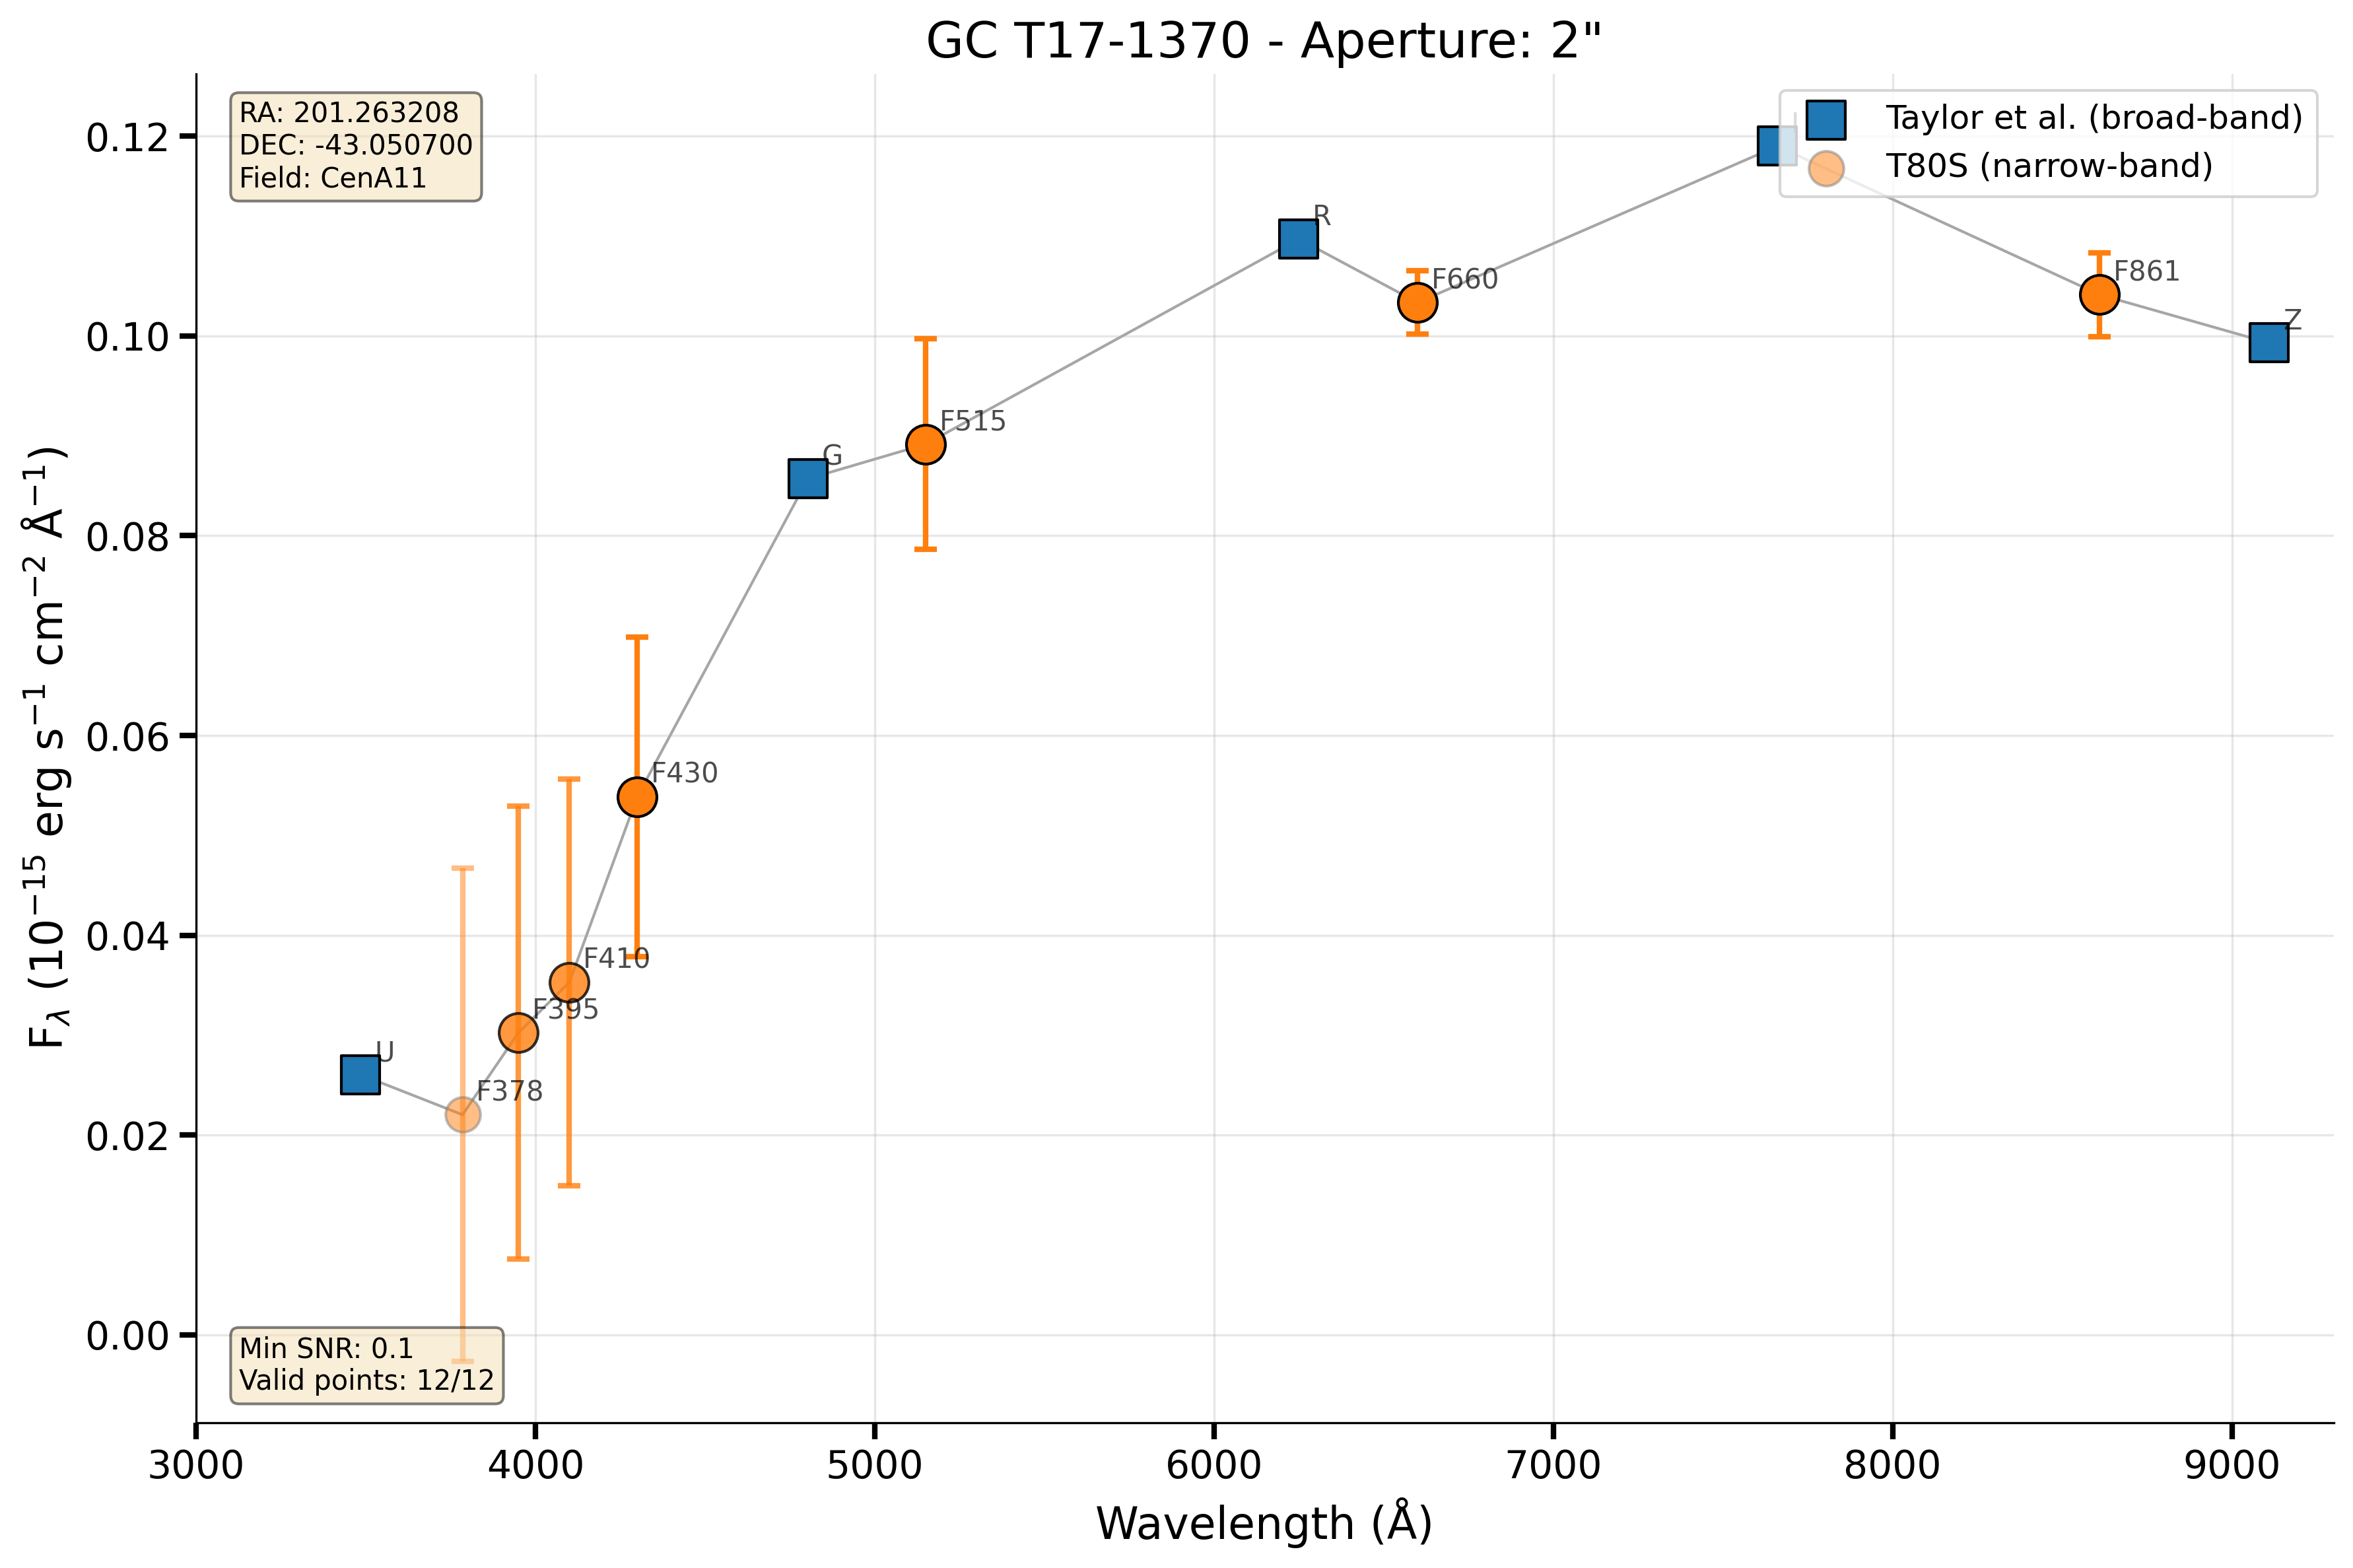 GC T17-1370 - Aperture: 2"
RA: 201.263208
DEC: -43.050700
Field: CenA11
Taylor et al. (broad-band)
T80S (narrow-band)
0.12
0.10
0.08
0.06
0.04
0.02
0.00
Fλ (10⁻¹⁵ erg s⁻¹ cm⁻² Å⁻¹)
U
F378
F395
F410
F430
G
F515
R
F660
I
F861
Z
Min SNR: 0.1
Valid points: 12/12
3000
4000
5000
6000
7000
8000
9000
Wavelength (Å)